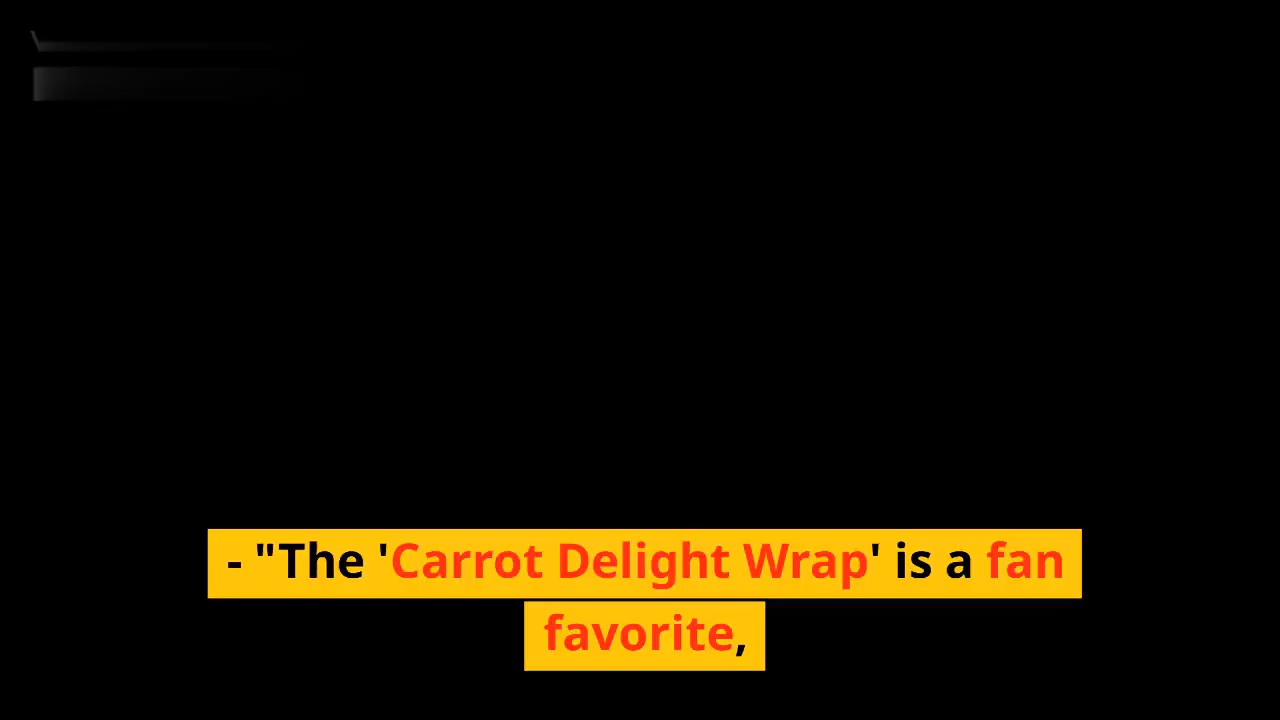 - "The 'Carrot Delight Wrap' is a fan
favorite,